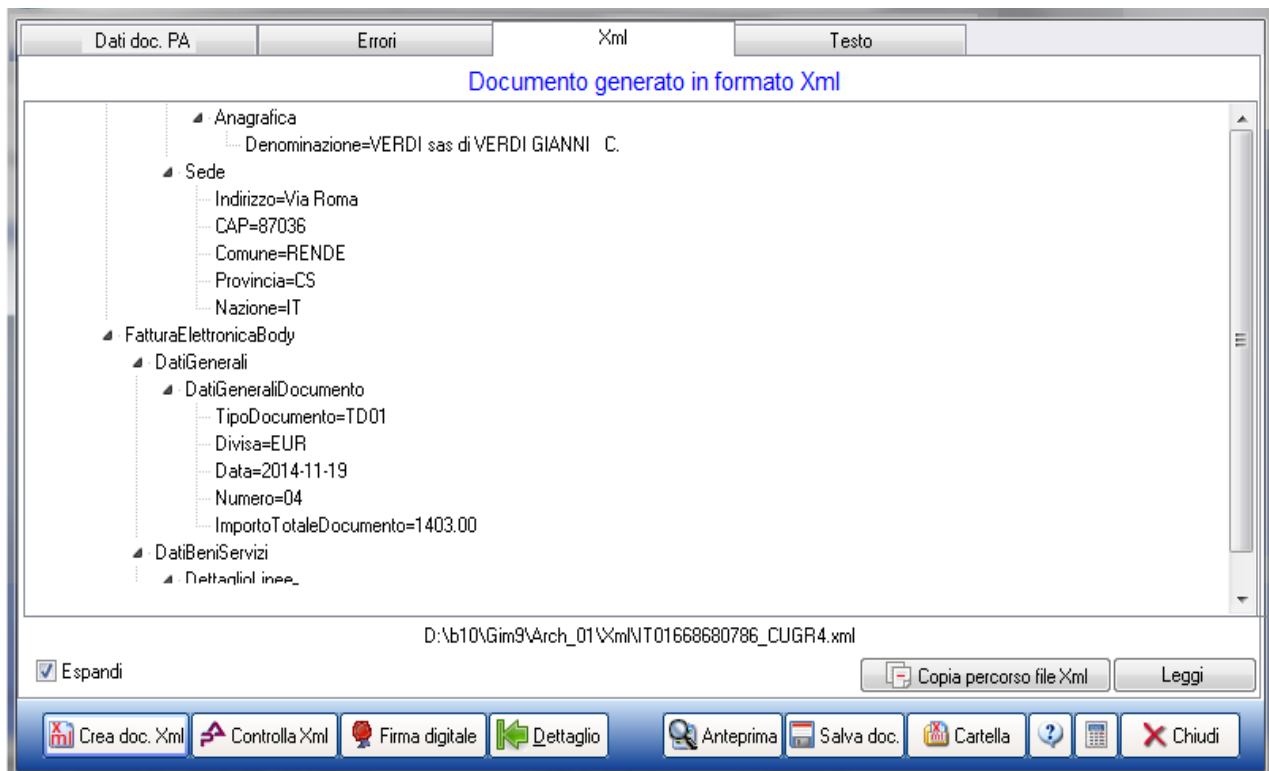 Dati doc. PA Errori Xml Testo
Documento generato in formato Xml
Anagrafica
Denominazione=VERDI sas di VERDI GIANNI C.
Sede
Indirizzo=Via Roma
CAP=87036
Comune=RENDE
Provincia=CS
Nazione=IT
FatturaElettronicaBody
DatiGenerali
DatiGeneraliDocumento
TipoDocumento=TD01
Divisa=EUR
Data=2014-11-19
Numero=04
ImportoTotaleDocumento=1403.00
DatiBeniServizi
DettaglioLinee_
D:\b10\Gim9\Arch_01\Xml\IT01668680786_CUGR4.xml
Espandi Copia percorso file Xml Leggi
Crea doc. Xml Controlla Xml Firma digitale Dettaglio Anteprima Salva doc. Cartella Chiudi